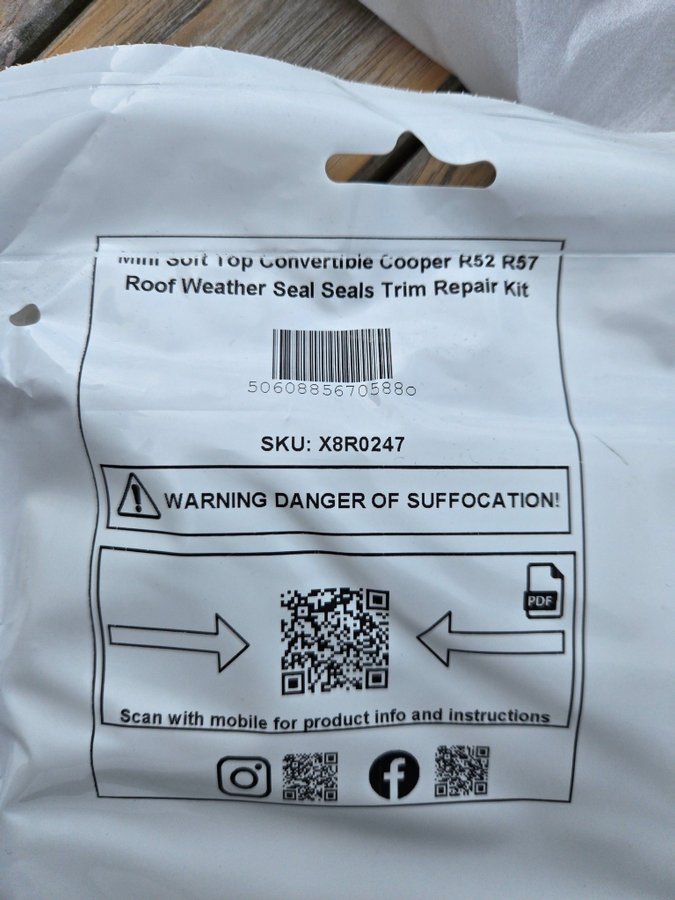 Mini Soft Top Convertible Cooper R52 R57
Roof Weather Seal Seals Trim Repair Kit
5060885670588o
SKU: X8R0247
WARNING DANGER OF SUFFOCATION!
PDF
Scan with mobile for product info and instructions